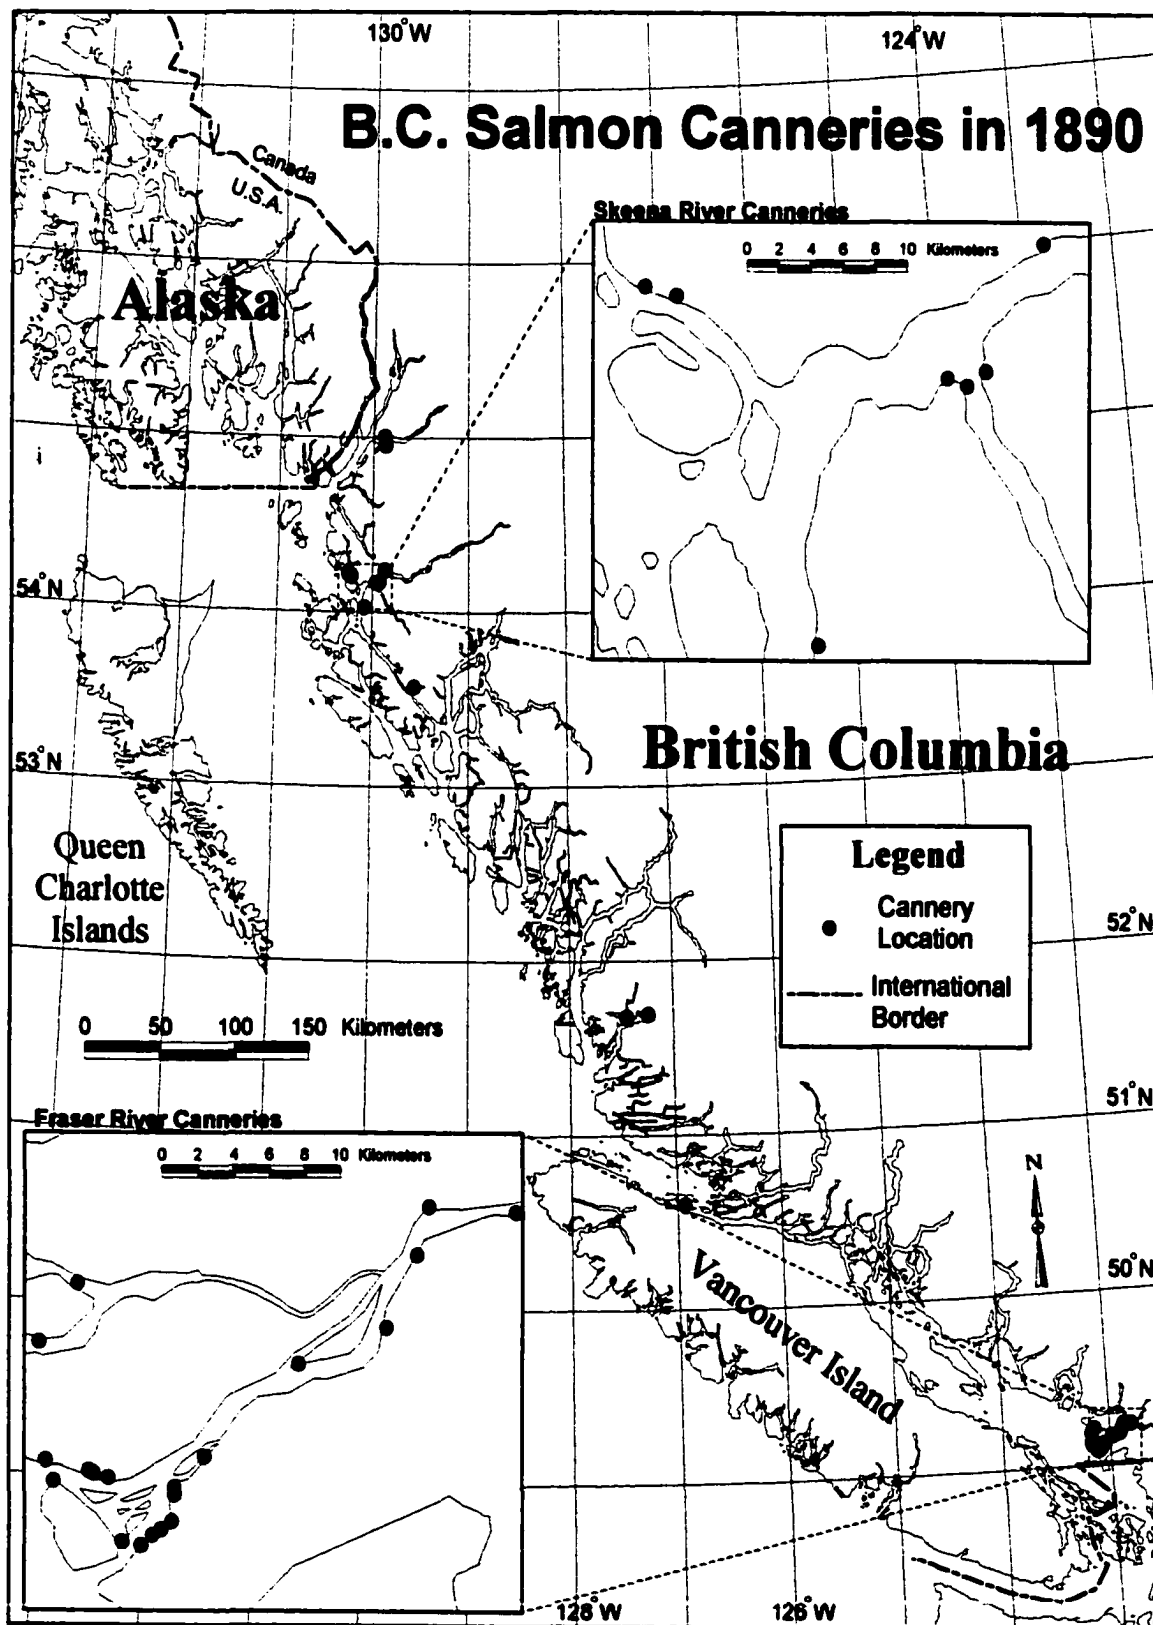 130°W
124°W
B.C. Salmon Canneries in 1890
Canada
U.S.A.
Skeena River Canneries
0 2 4 6 8 10 Kilometers
Alaska
54°N
53°N
British Columbia
Queen
Charlotte
Islands
Legend
Cannery
Location
International
Border
52°N
0 50 100 150 Kilometers
51°N
Fraser River Canneries
0 2 4 6 8 10 Kilometers
N
50°N
Vancouver Island
128°W
126°W